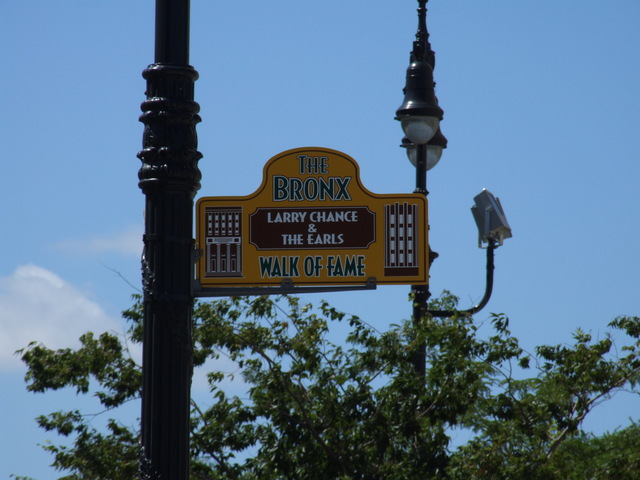 THE
BRONX
LARRY CHANCE
&
THE EARLS
WALK OF FAME